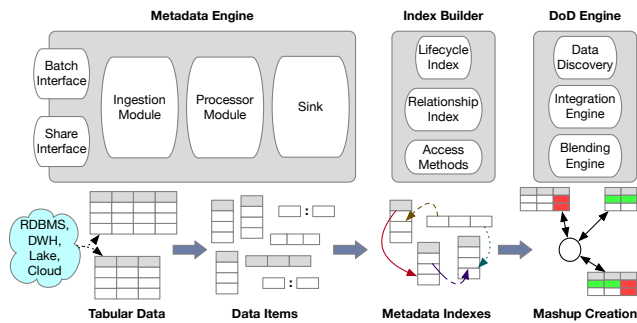 Metadata Engine
Index Builder
DoD Engine
Batch
Interface
Share
Interface
Ingestion
Module
Processor
Module
Sink
Lifecycle
Index
Relationship
Index
Access
Methods
Data
Discovery
Integration
Engine
Blending
Engine
RDBMS,
DWH,
Lake,
Cloud
:
:
Tabular Data
Data Items
Metadata Indexes
Mashup Creation